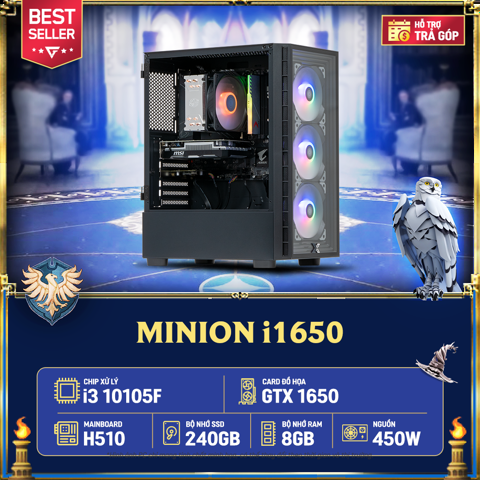 BEST
SELLER
HỖ TRỢ
TRẢ GÓP
msi
MINION i1650
CHIP XỬ LÝ
i3 10105F
CARD ĐỒ HỌA
GTX 1650
MAINBOARD
H510
BỘ NHỚ SSD
240GB
BỘ NHỚ RAM
8GB
NGUỒN
450W